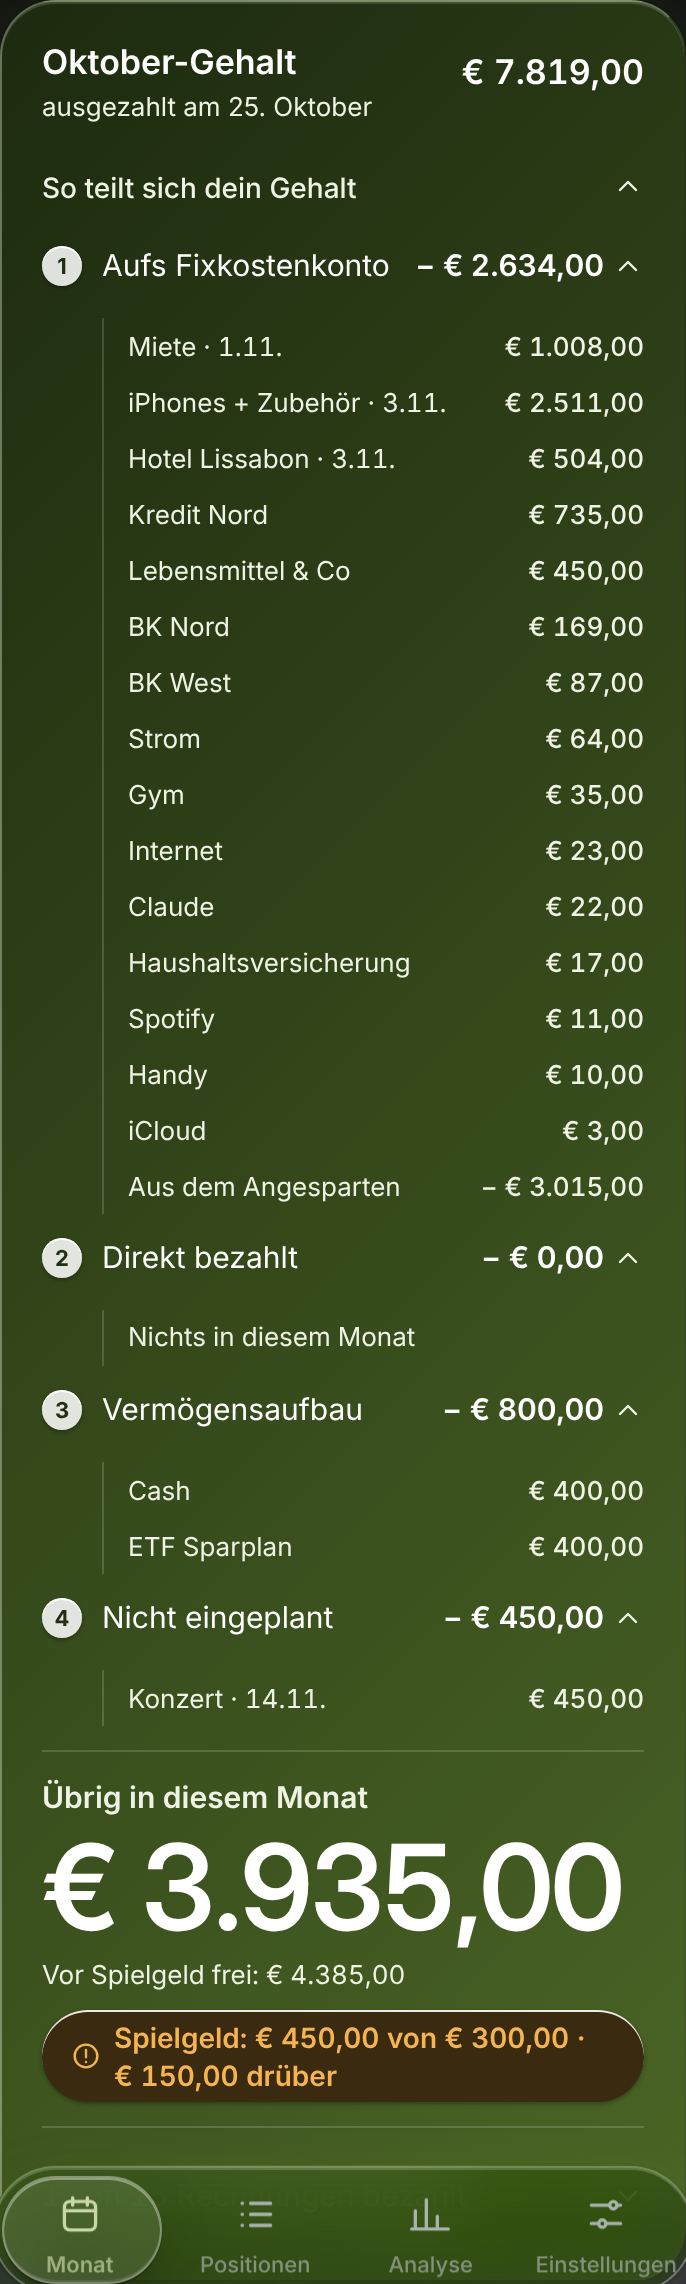 Oktober-Gehalt € 7.819,00
ausgezahlt am 25. Oktober
So teilt sich dein Gehalt
1 Aufs Fixkostenkonto – € 2.634,00
Miete · 1.11. € 1.008,00
iPhones + Zubehör · 3.11. € 2.511,00
Hotel Lissabon · 3.11. € 504,00
Kredit Nord € 735,00
Lebensmittel & Co € 450,00
BK Nord € 169,00
BK West € 87,00
Strom € 64,00
Gym € 35,00
Internet € 23,00
Claude € 22,00
Haushaltsversicherung € 17,00
Spotify € 11,00
Handy € 10,00
iCloud € 3,00
Aus dem Angesparten – € 3.015,00
2 Direkt bezahlt – € 0,00
Nichts in diesem Monat
3 Vermögensaufbau – € 800,00
Cash € 400,00
ETF Sparplan € 400,00
4 Nicht eingeplant – € 450,00
Konzert · 14.11. € 450,00
Übrig in diesem Monat
€ 3.935,00
Vor Spielgeld frei: € 4.385,00
Spielgeld: € 450,00 von € 300,00 ·
€ 150,00 drüber
Monat Positionen Analyse Einstellungen